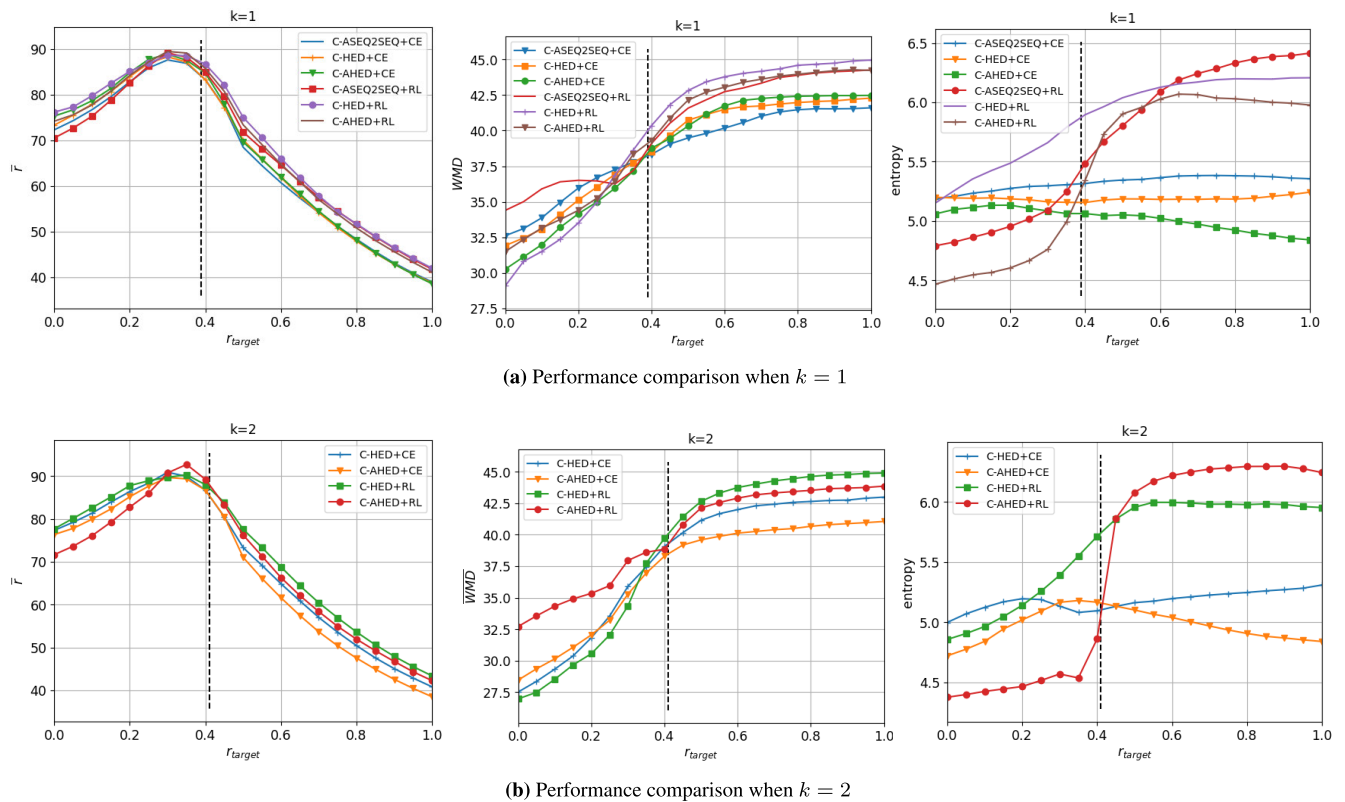 k=1
r̅
90
80
70
60
50
40
0.0 0.2 0.4 0.6 0.8 1.0
r_target
C-ASEQ2SEQ+CE
C-HED+CE
C-AHED+CE
C-ASEQ2SEQ+RL
C-HED+RL
C-AHED+RL
k=1
WMD
45.0
42.5
40.0
37.5
35.0
32.5
30.0
27.5
0.0 0.2 0.4 0.6 0.8 1.0
r_target
C-ASEQ2SEQ+CE
C-HED+CE
C-AHED+CE
C-ASEQ2SEQ+RL
C-HED+RL
C-AHED+RL
k=1
entropy
6.5
6.0
5.5
5.0
4.5
0.0 0.2 0.4 0.6 0.8 1.0
r_target
C-ASEQ2SEQ+CE
C-HED+CE
C-AHED+CE
C-ASEQ2SEQ+RL
C-HED+RL
C-AHED+RL
(a) Performance comparison when k = 1
k=2
r̅
90
80
70
60
50
40
0.0 0.2 0.4 0.6 0.8 1.0
r_target
C-HED+CE
C-AHED+CE
C-HED+RL
C-AHED+RL
k=2
W̅M̅D̅
45.0
42.5
40.0
37.5
35.0
32.5
30.0
27.5
0.0 0.2 0.4 0.6 0.8 1.0
r_target
C-HED+CE
C-AHED+CE
C-HED+RL
C-AHED+RL
k=2
entropy
6.0
5.5
5.0
4.5
0.0 0.2 0.4 0.6 0.8 1.0
r_target
C-HED+CE
C-AHED+CE
C-HED+RL
C-AHED+RL
(b) Performance comparison when k = 2